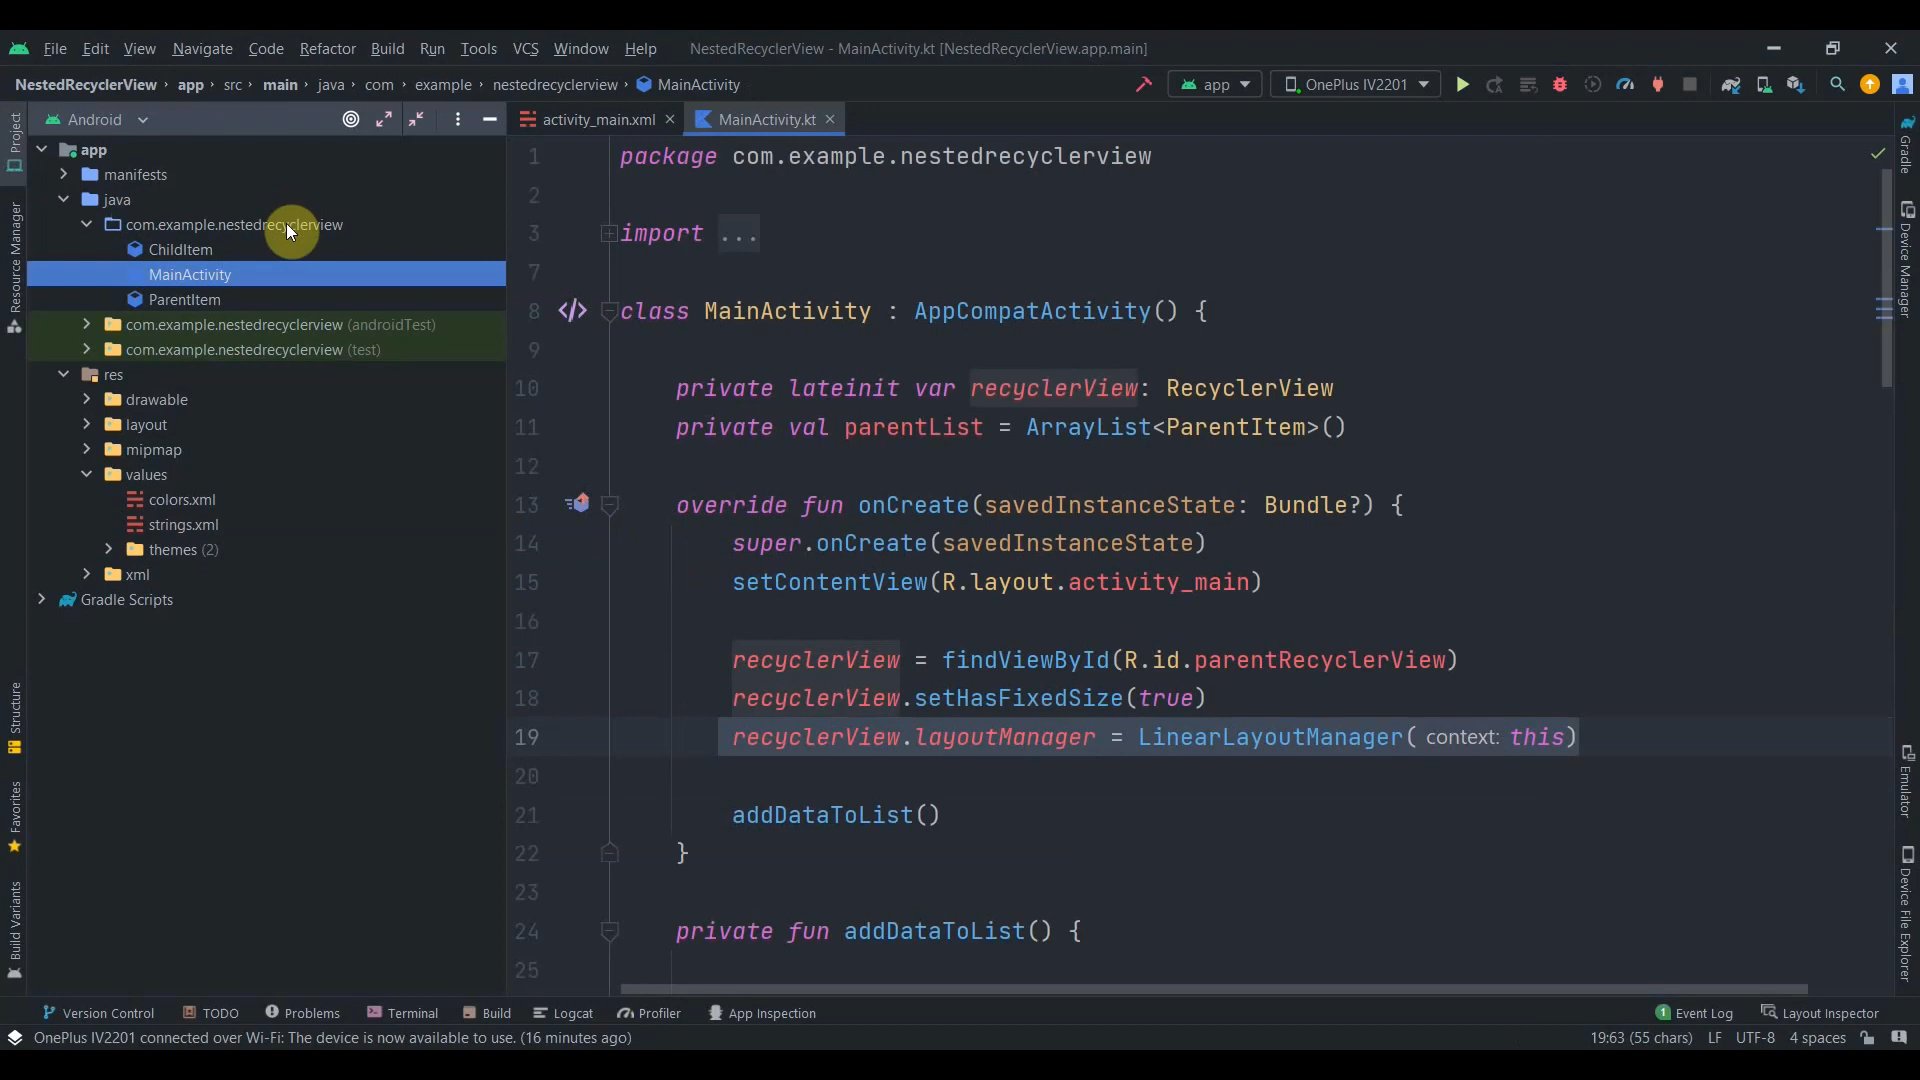 File Edit View Navigate Code Refactor Build Run Tools VCS Window Help NestedRecyclerView - MainActivity.kt [NestedRecyclerView.app.main]
NestedRecyclerView › app › src › main › java › com › example › nestedrecyclerview › MainActivity app OnePlus IV2201
Android
activity_main.xml MainActivity.kt
app
manifests
java
com.example.nestedrecyclerview
ChildItem
MainActivity
ParentItem
com.example.nestedrecyclerview (androidTest)
com.example.nestedrecyclerview (test)
res
drawable
layout
mipmap
values
colors.xml
strings.xml
themes (2)
xml
Gradle Scripts
Project
Resource Manager
Structure
Favorites
Build Variants
1 package com.example.nestedrecyclerview
2
3 import ...
7
8 class MainActivity : AppCompatActivity() {
9
10 private lateinit var recyclerView: RecyclerView
11 private val parentList = ArrayList<ParentItem>()
12
13 override fun onCreate(savedInstanceState: Bundle?) {
14 super.onCreate(savedInstanceState)
15 setContentView(R.layout.activity_main)
16
17 recyclerView = findViewById(R.id.parentRecyclerView)
18 recyclerView.setHasFixedSize(true)
19 recyclerView.layoutManager = LinearLayoutManager( context: this)
20
21 addDataToList()
22 }
23
24 private fun addDataToList() {
25
Gradle
Device Manager
Emulator
Device File Explorer
Version Control TODO Problems Terminal Build Logcat Profiler App Inspection 1 Event Log Layout Inspector
OnePlus IV2201 connected over Wi-Fi: The device is now available to use. (16 minutes ago) 19:63 (55 chars) LF UTF-8 4 spaces